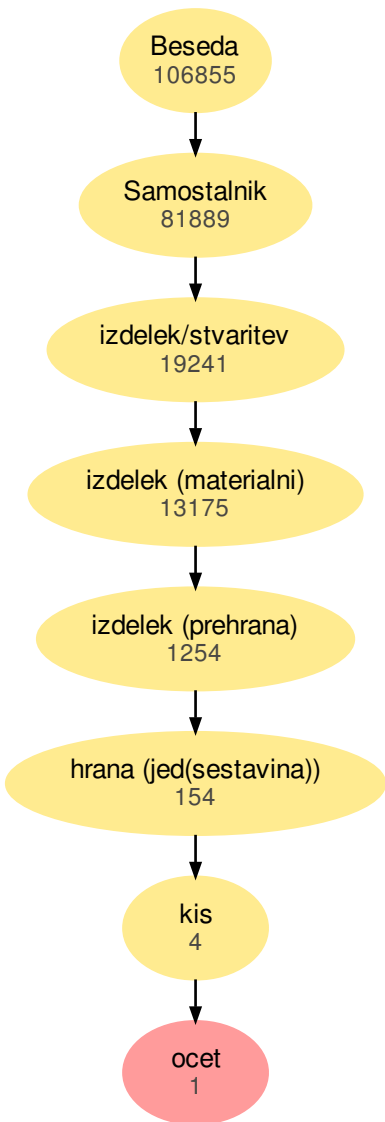 Beseda
106855
Samostalnik
81889
izdelek/stvaritev
19241
izdelek (materialni)
13175
izdelek (prehrana)
1254
hrana (jed(sestavina))
154
kis
4
ocet
1